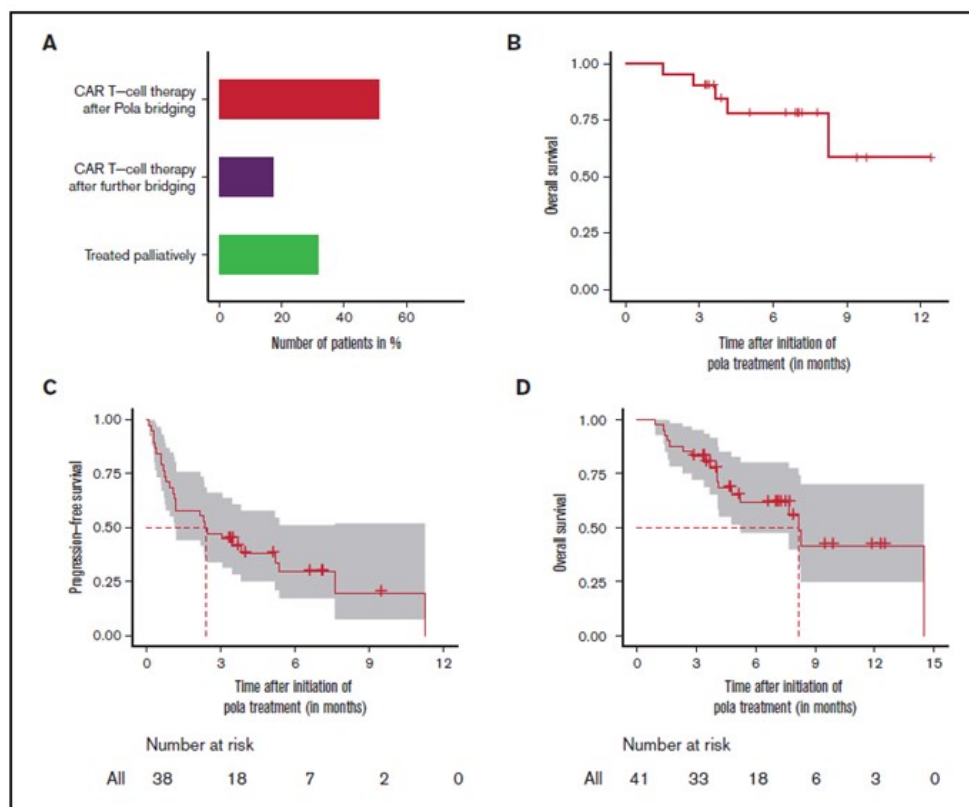 A
CAR T–cell therapy
after Pola bridging
CAR T–cell therapy
after further bridging
Treated palliatively
0 20 40 60
Number of patients in %
B
Overall survival
1.00
0.75
0.50
0.25
0.00
0 3 6 9 12
Time after initiation of
pola treatment (in months)
C
Progression–free survival
1.00
0.75
0.50
0.25
0.00
0 3 6 9 12
Time after initiation of
pola treatment (in months)
Number at risk
All 38 18 7 2 0
D
Overall survival
1.00
0.75
0.50
0.25
0.00
0 3 6 9 12 15
Time after initiation of
pola treatment (in months)
Number at risk
All 41 33 18 6 3 0